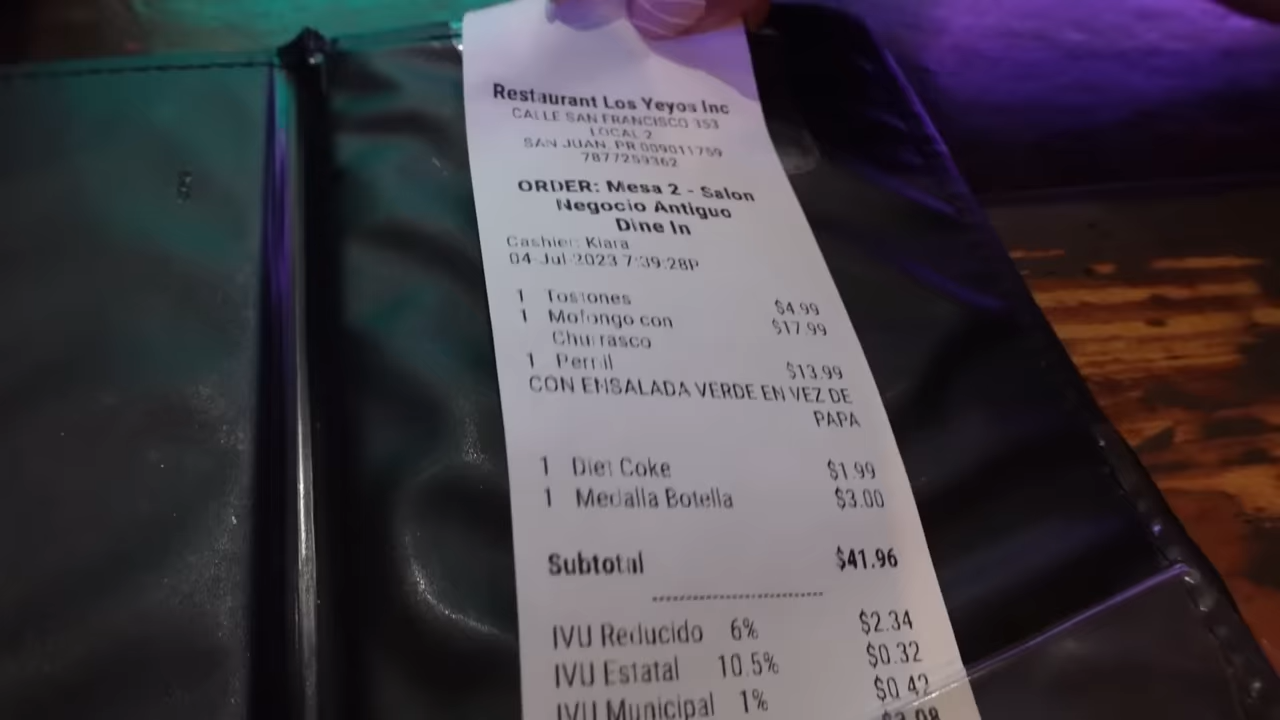 Restaurant Los Yeyos Inc
CALLE SAN FRANCISCO 353
LOCAL 2
SAN JUAN, PR 009011759
7877259362
ORDER: Mesa 2 - Salon
Negocio Antiguo
Dine In
Cashier: Kiara
04-Jul-2023 7:39:28P
1 Tostones $4.99
1 Mofongo con $17.99
Churrasco
1 Pernil $13.99
CON ENSALADA VERDE EN VEZ DE
PAPA
1 Diet Coke $1.99
1 Medalla Botella $3.00
Subtotal $41.96
IVU Reducido 6% $2.34
IVU Estatal 10.5% $0.32
IVU Municipal 1% $0.42